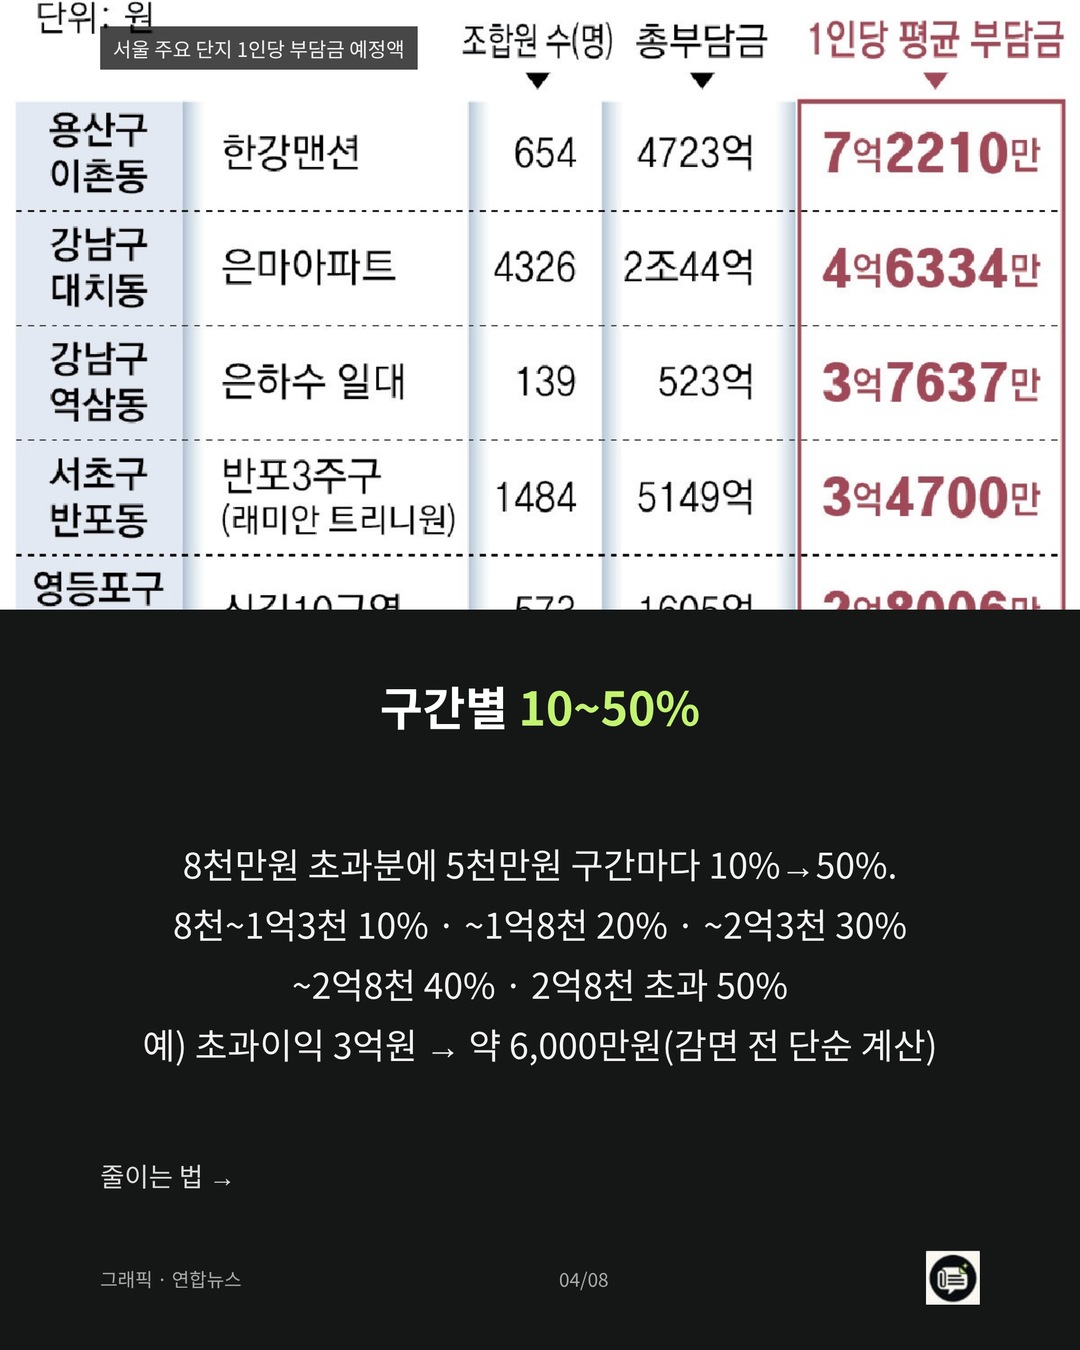 단위: 원
서울 주요 단지 1인당 부담금 예정액
조합원 수(명) 총부담금 1인당 평균 부담금
용산구 이촌동 한강맨션 654 4723억 7억2210만
강남구 대치동 은마아파트 4326 2조44억 4억6334만
강남구 역삼동 은하수 일대 139 523억 3억7637만
서초구 반포동 반포3주구 (래미안 트리니원) 1484 5149억 3억4700만
영등포구
구간별 10~50%
8천만원 초과분에 5천만원 구간마다 10%→50%.
8천~1억3천 10% · ~1억8천 20% · ~2억3천 30%
~2억8천 40% · 2억8천 초과 50%
예) 초과이익 3억원 → 약 6,000만원(감면 전 단순 계산)
줄이는 법 →
그래픽 · 연합뉴스
04/08